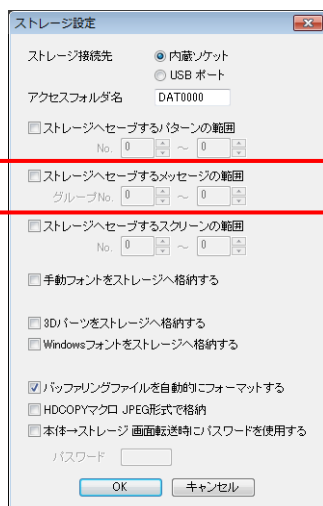 ストレージ設定
ストレージ接続先 内蔵ソケット
USB ポート
アクセスフォルダ名 DAT0000
ストレージへセーブするパターンの範囲
No. 0 ～ 0
ストレージへセーブするメッセージの範囲
グループNo. 0 ～ 0
ストレージへセーブするスクリーンの範囲
No. 0 ～ 0
手動フォントをストレージへ格納する
3Dパーツをストレージへ格納する
Windowsフォントをストレージへ格納する
バッファリングファイルを自動的にフォーマットする
HDCOPYマクロ JPEG形式で格納
本体→ストレージ 画面転送時にパスワードを使用する
パスワード
OK キャンセル